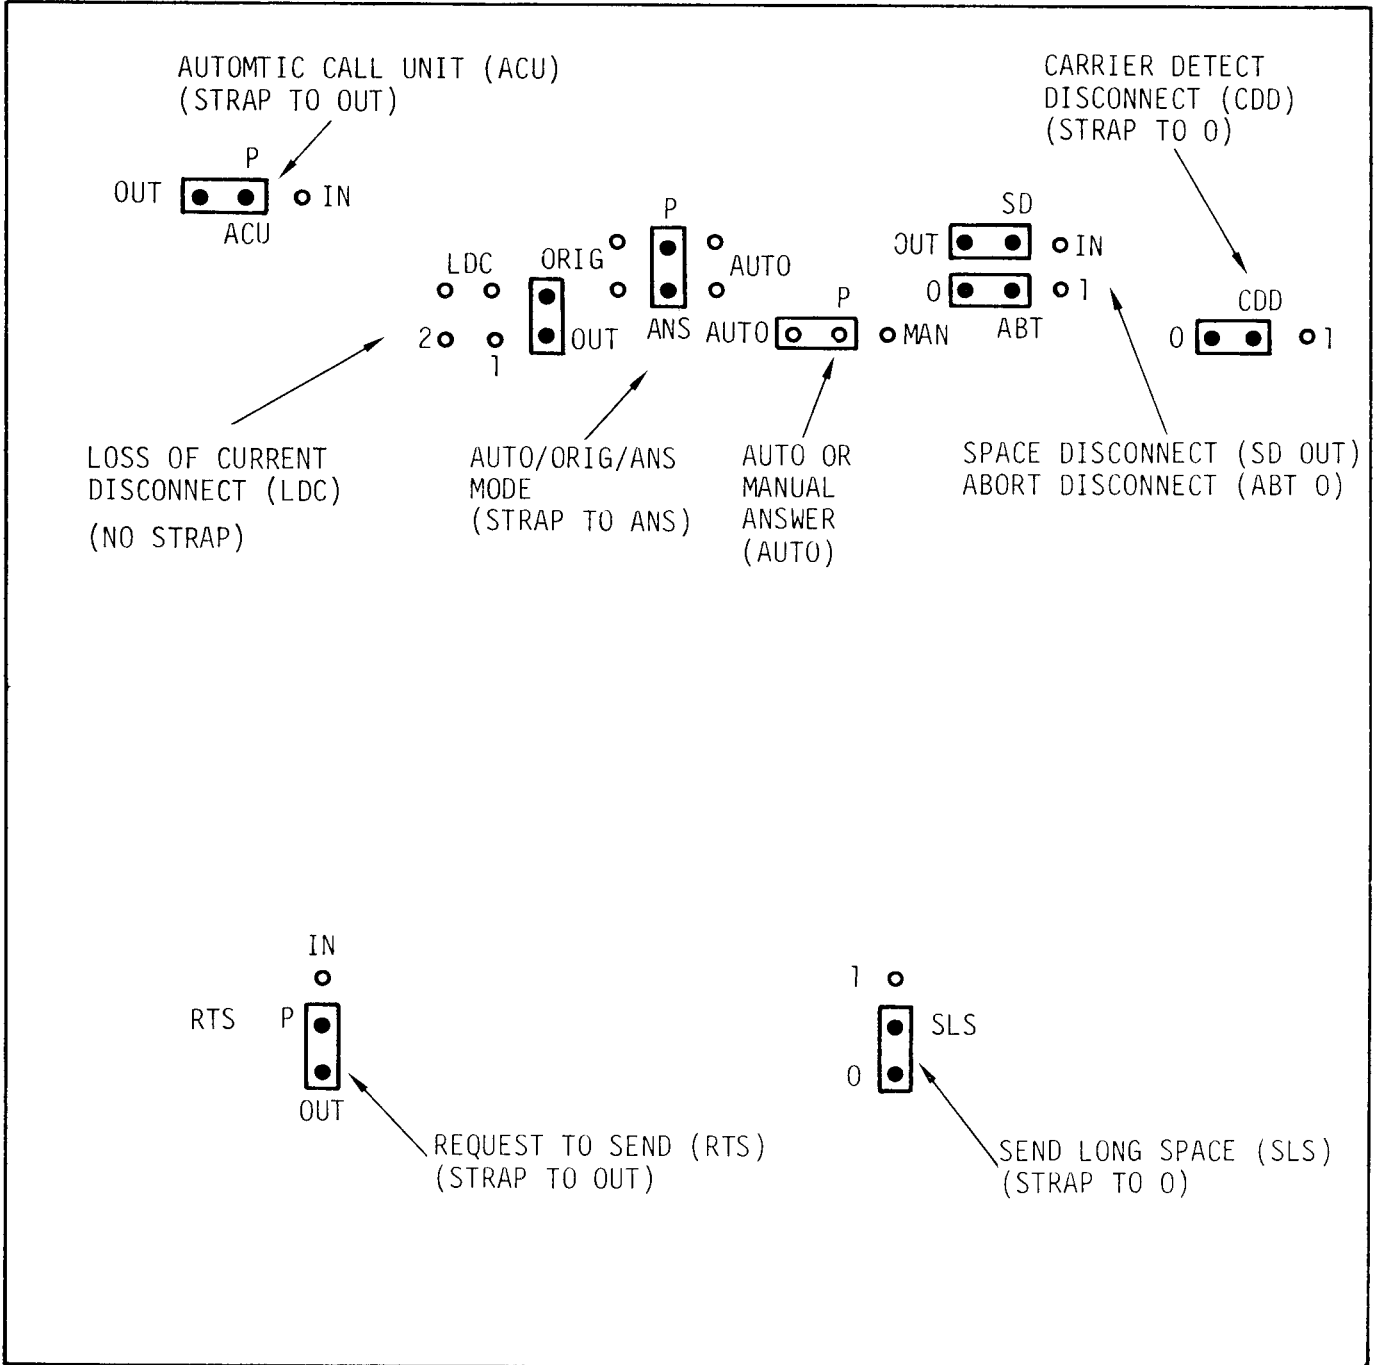 AUTOMTIC CALL UNIT (ACU)
(STRAP TO OUT)
CARRIER DETECT
DISCONNECT (CDD)
(STRAP TO 0)
P
OUT
IN
ACU
LDC
2
1
ORIG
OUT
P
AUTO
ANS
AUTO
P
MAN
SD
OUT
IN
0
1
ABT
CDD
0
1
LOSS OF CURRENT
DISCONNECT (LDC)
(NO STRAP)
AUTO/ORIG/ANS
MODE
(STRAP TO ANS)
AUTO OR
MANUAL
ANSWER
(AUTO)
SPACE DISCONNECT (SD OUT)
ABORT DISCONNECT (ABT 0)
IN
RTS
P
OUT
REQUEST TO SEND (RTS)
(STRAP TO OUT)
1
SLS
0
SEND LONG SPACE (SLS)
(STRAP TO 0)